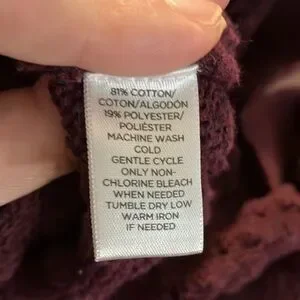 81% COTTON/
COTON/ALGODÓN
19% POLYESTER/
POLIÉSTER
MACHINE WASH
COLD
GENTLE CYCLE
ONLY NON-
CHLORINE BLEACH
WHEN NEEDED
TUMBLE DRY LOW
WARM IRON
IF NEEDED